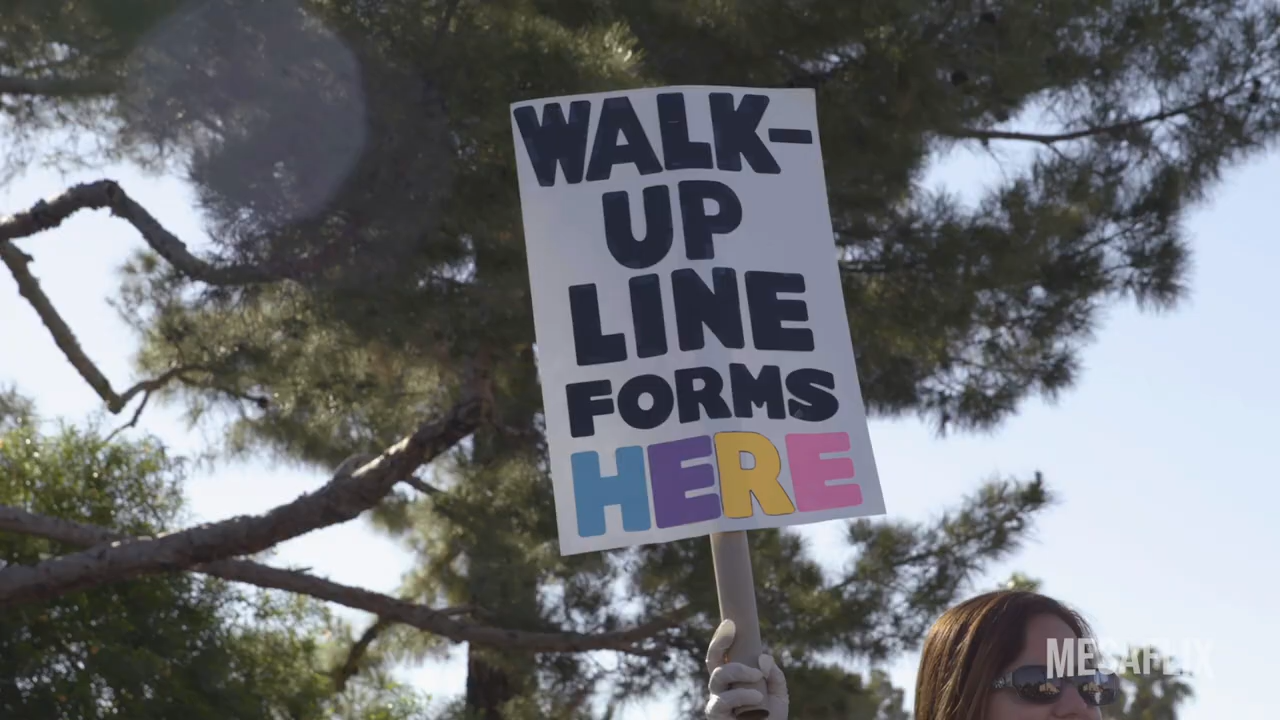 WALK-
UP
LINE
FORMS
HERE
MESAFLIX